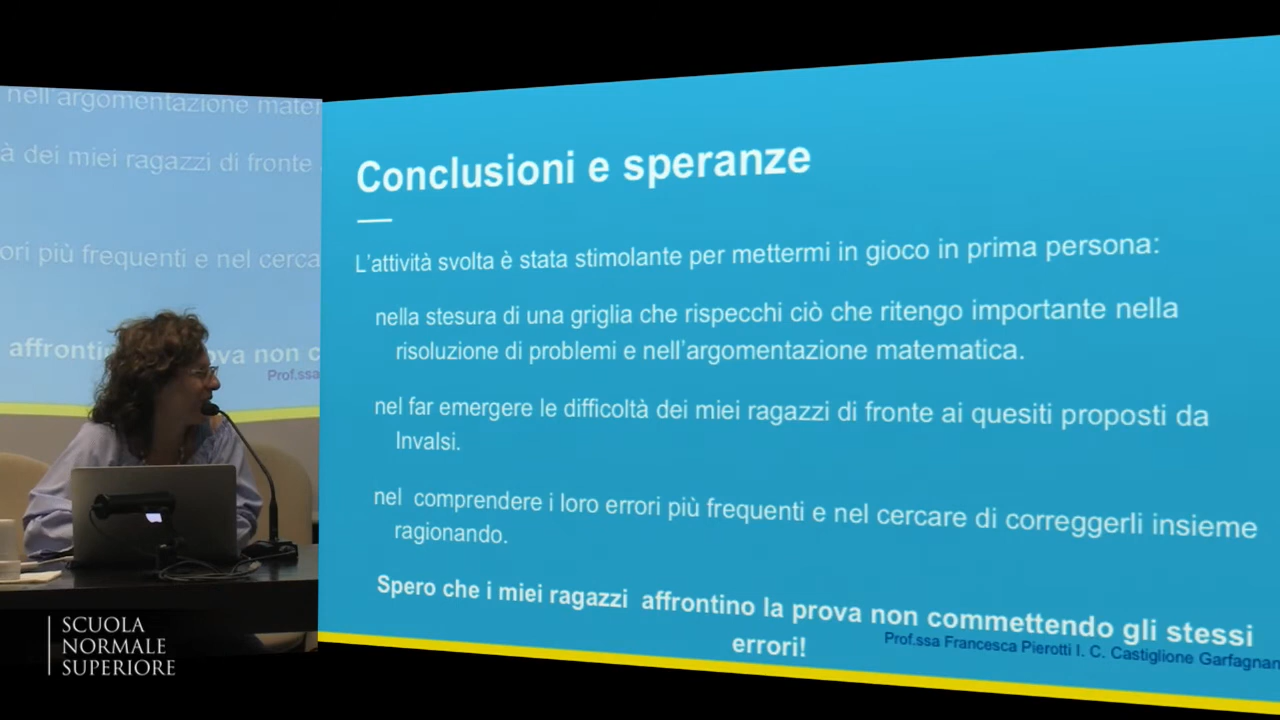 nell'argomentazione mater
à dei miei ragazzi di fronte
ori più frequenti e nel cerca
affronti ova non c
Prof.ssa
Conclusioni e speranze
L'attività svolta è stata stimolante per mettermi in gioco in prima persona:
nella stesura di una griglia che rispecchi ciò che ritengo importante nella
risoluzione di problemi e nell'argomentazione matematica.
nel far emergere le difficoltà dei miei ragazzi di fronte ai quesiti proposti da
Invalsi.
nel comprendere i loro errori più frequenti e nel cercare di correggerli insieme
ragionando.
Spero che i miei ragazzi affrontino la prova non commettendo gli stessi
errori!
Prof.ssa Francesca Pierotti I. C. Castiglione Garfagnan
SCUOLA
NORMALE
SUPERIORE